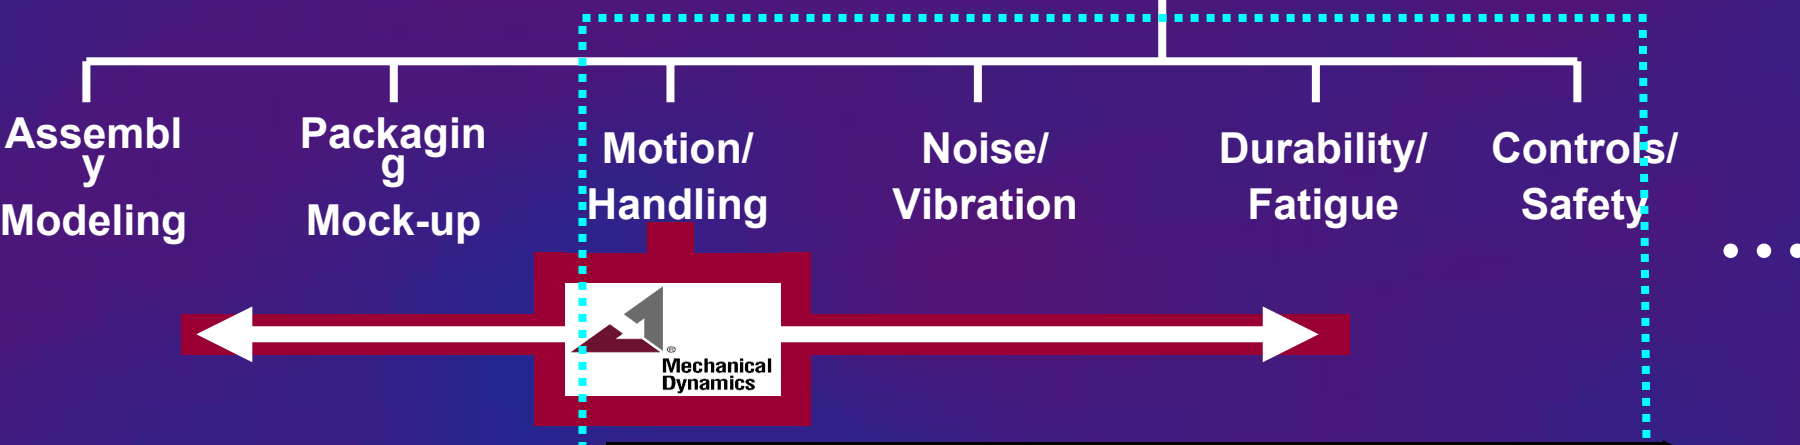 Assembl
y
Modeling
Packagin
g
Mock-up
Motion/
Handling
Noise/
Vibration
Durability/
Fatigue
Controls/
Safety
...
®
Mechanical
Dynamics